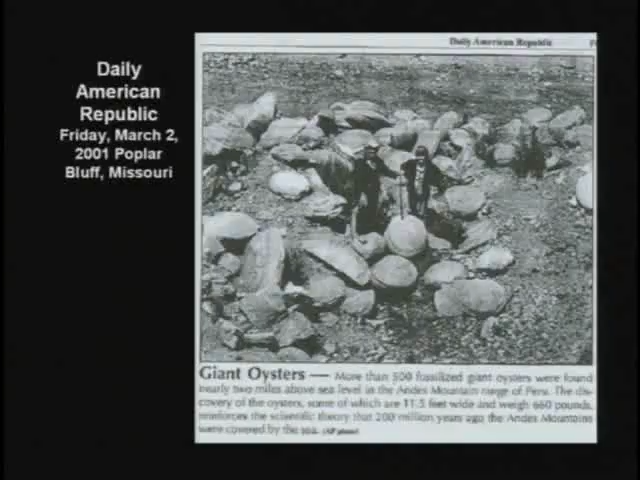 Daily
American
Republic
Friday, March 2,
2001 Poplar
Bluff, Missouri
Daily American Republic
Giant Oysters — More than 500 fossilized giant oysters were found
nearly two miles above sea level in the Andes Mountain range of Peru. The dis-
covery of the oysters, some of which are 11.5 feet wide and weigh 660 pounds,
reinforces the scientific theory that 200 million years ago the Andes Mountains
were covered by the sea. (AP photo)